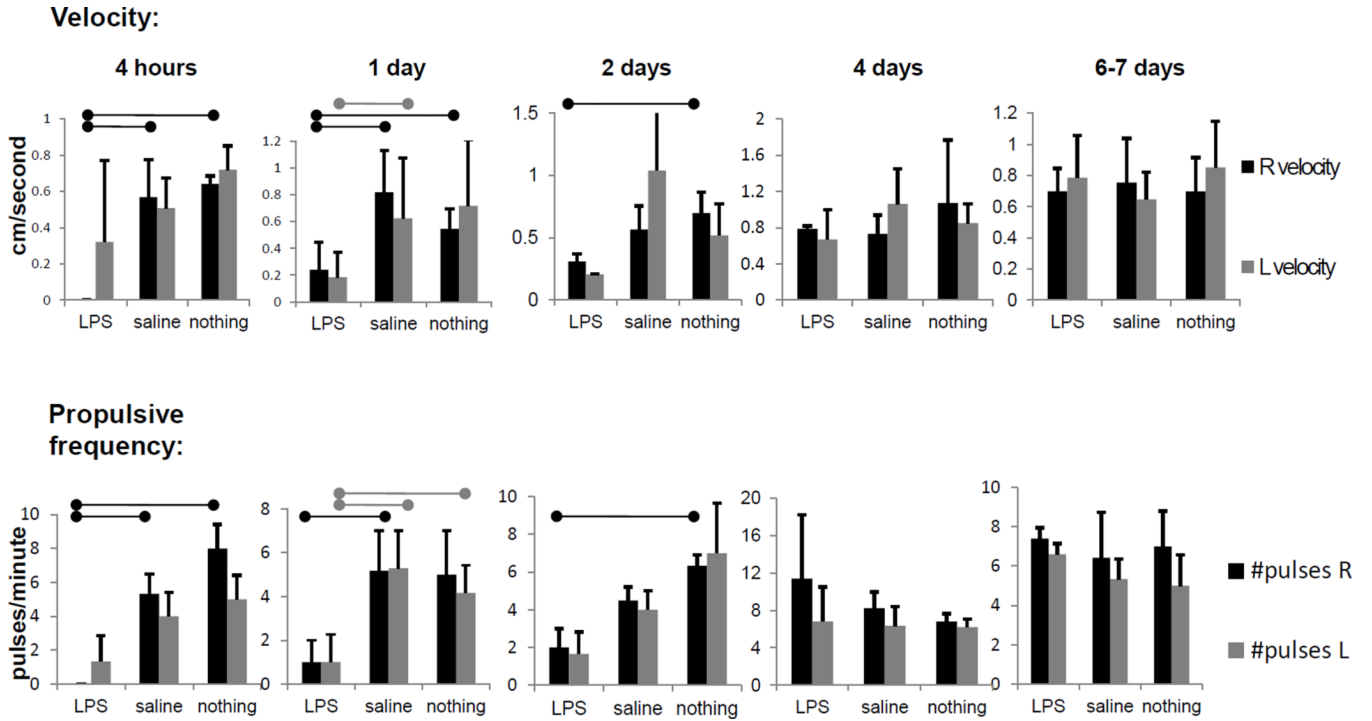 Velocity:
4 hours
1 day
2 days
4 days
6-7 days
cm/second
1
0.8
0.6
0.4
0.2
0
LPS saline nothing
1.2
1
0.8
0.6
0.4
0.2
0
LPS saline nothing
1.5
1
0.5
0
LPS saline nothing
2
1.6
1.2
0.8
0.4
0
LPS saline nothing
1.2
1
0.8
0.6
0.4
0.2
0
LPS saline nothing
R velocity
L velocity
Propulsive
frequency:
pulses/minute
10
8
6
4
2
0
LPS saline nothing
8
6
4
2
0
LPS saline nothing
10
8
6
4
2
0
LPS saline nothing
20
16
12
8
4
0
LPS saline nothing
10
8
6
4
2
0
LPS saline nothing
#pulses R
#pulses L